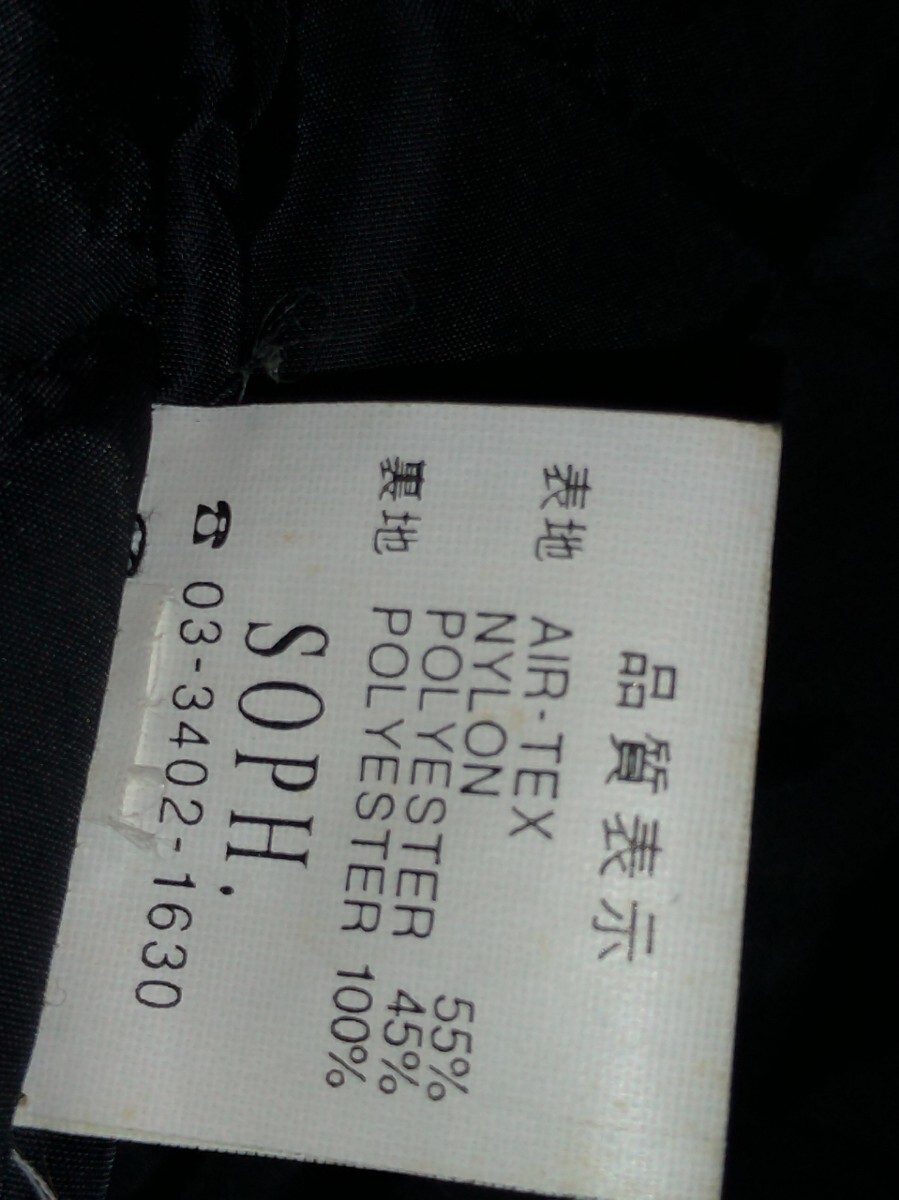 品質表示
表地 AIR-TEX
NYLON 55%
POLYESTER 45%
裏地 POLYESTER 100%
SOPH.
☎ 03-3402-1630